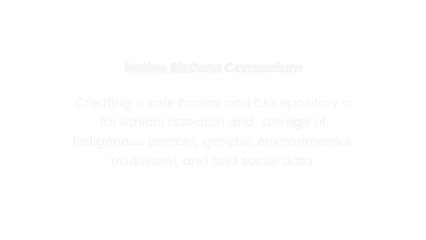 Native BioData Consortium
Creating a safe harbor and biorepository a
for ethical research and storage of
Indigenous ancient, genetic, environmental,
traditional, and and social data.